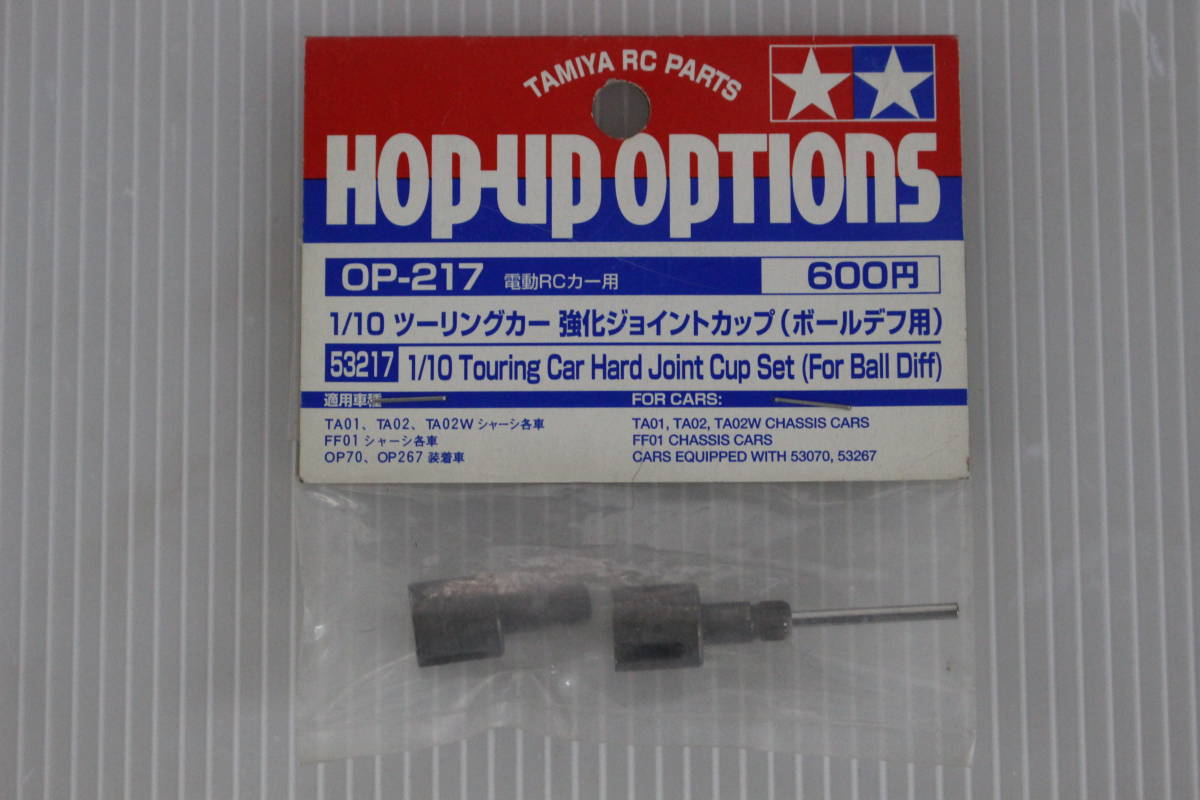 TAMIYA RC PARTS
HOP-UP OPTIONS
OP-217 電動RCカー用 600円
1/10 ツーリングカー 強化ジョイントカップ(ボールデフ用)
53217 1/10 Touring Car Hard Joint Cup Set (For Ball Diff)
適用車種 FOR CARS:
TA01、TA02、TA02W シャーシ各車 TA01, TA02, TA02W CHASSIS CARS
FF01 シャーシ各車 FF01 CHASSIS CARS
OP70、OP267 装着車 CARS EQUIPPED WITH 53070, 53267